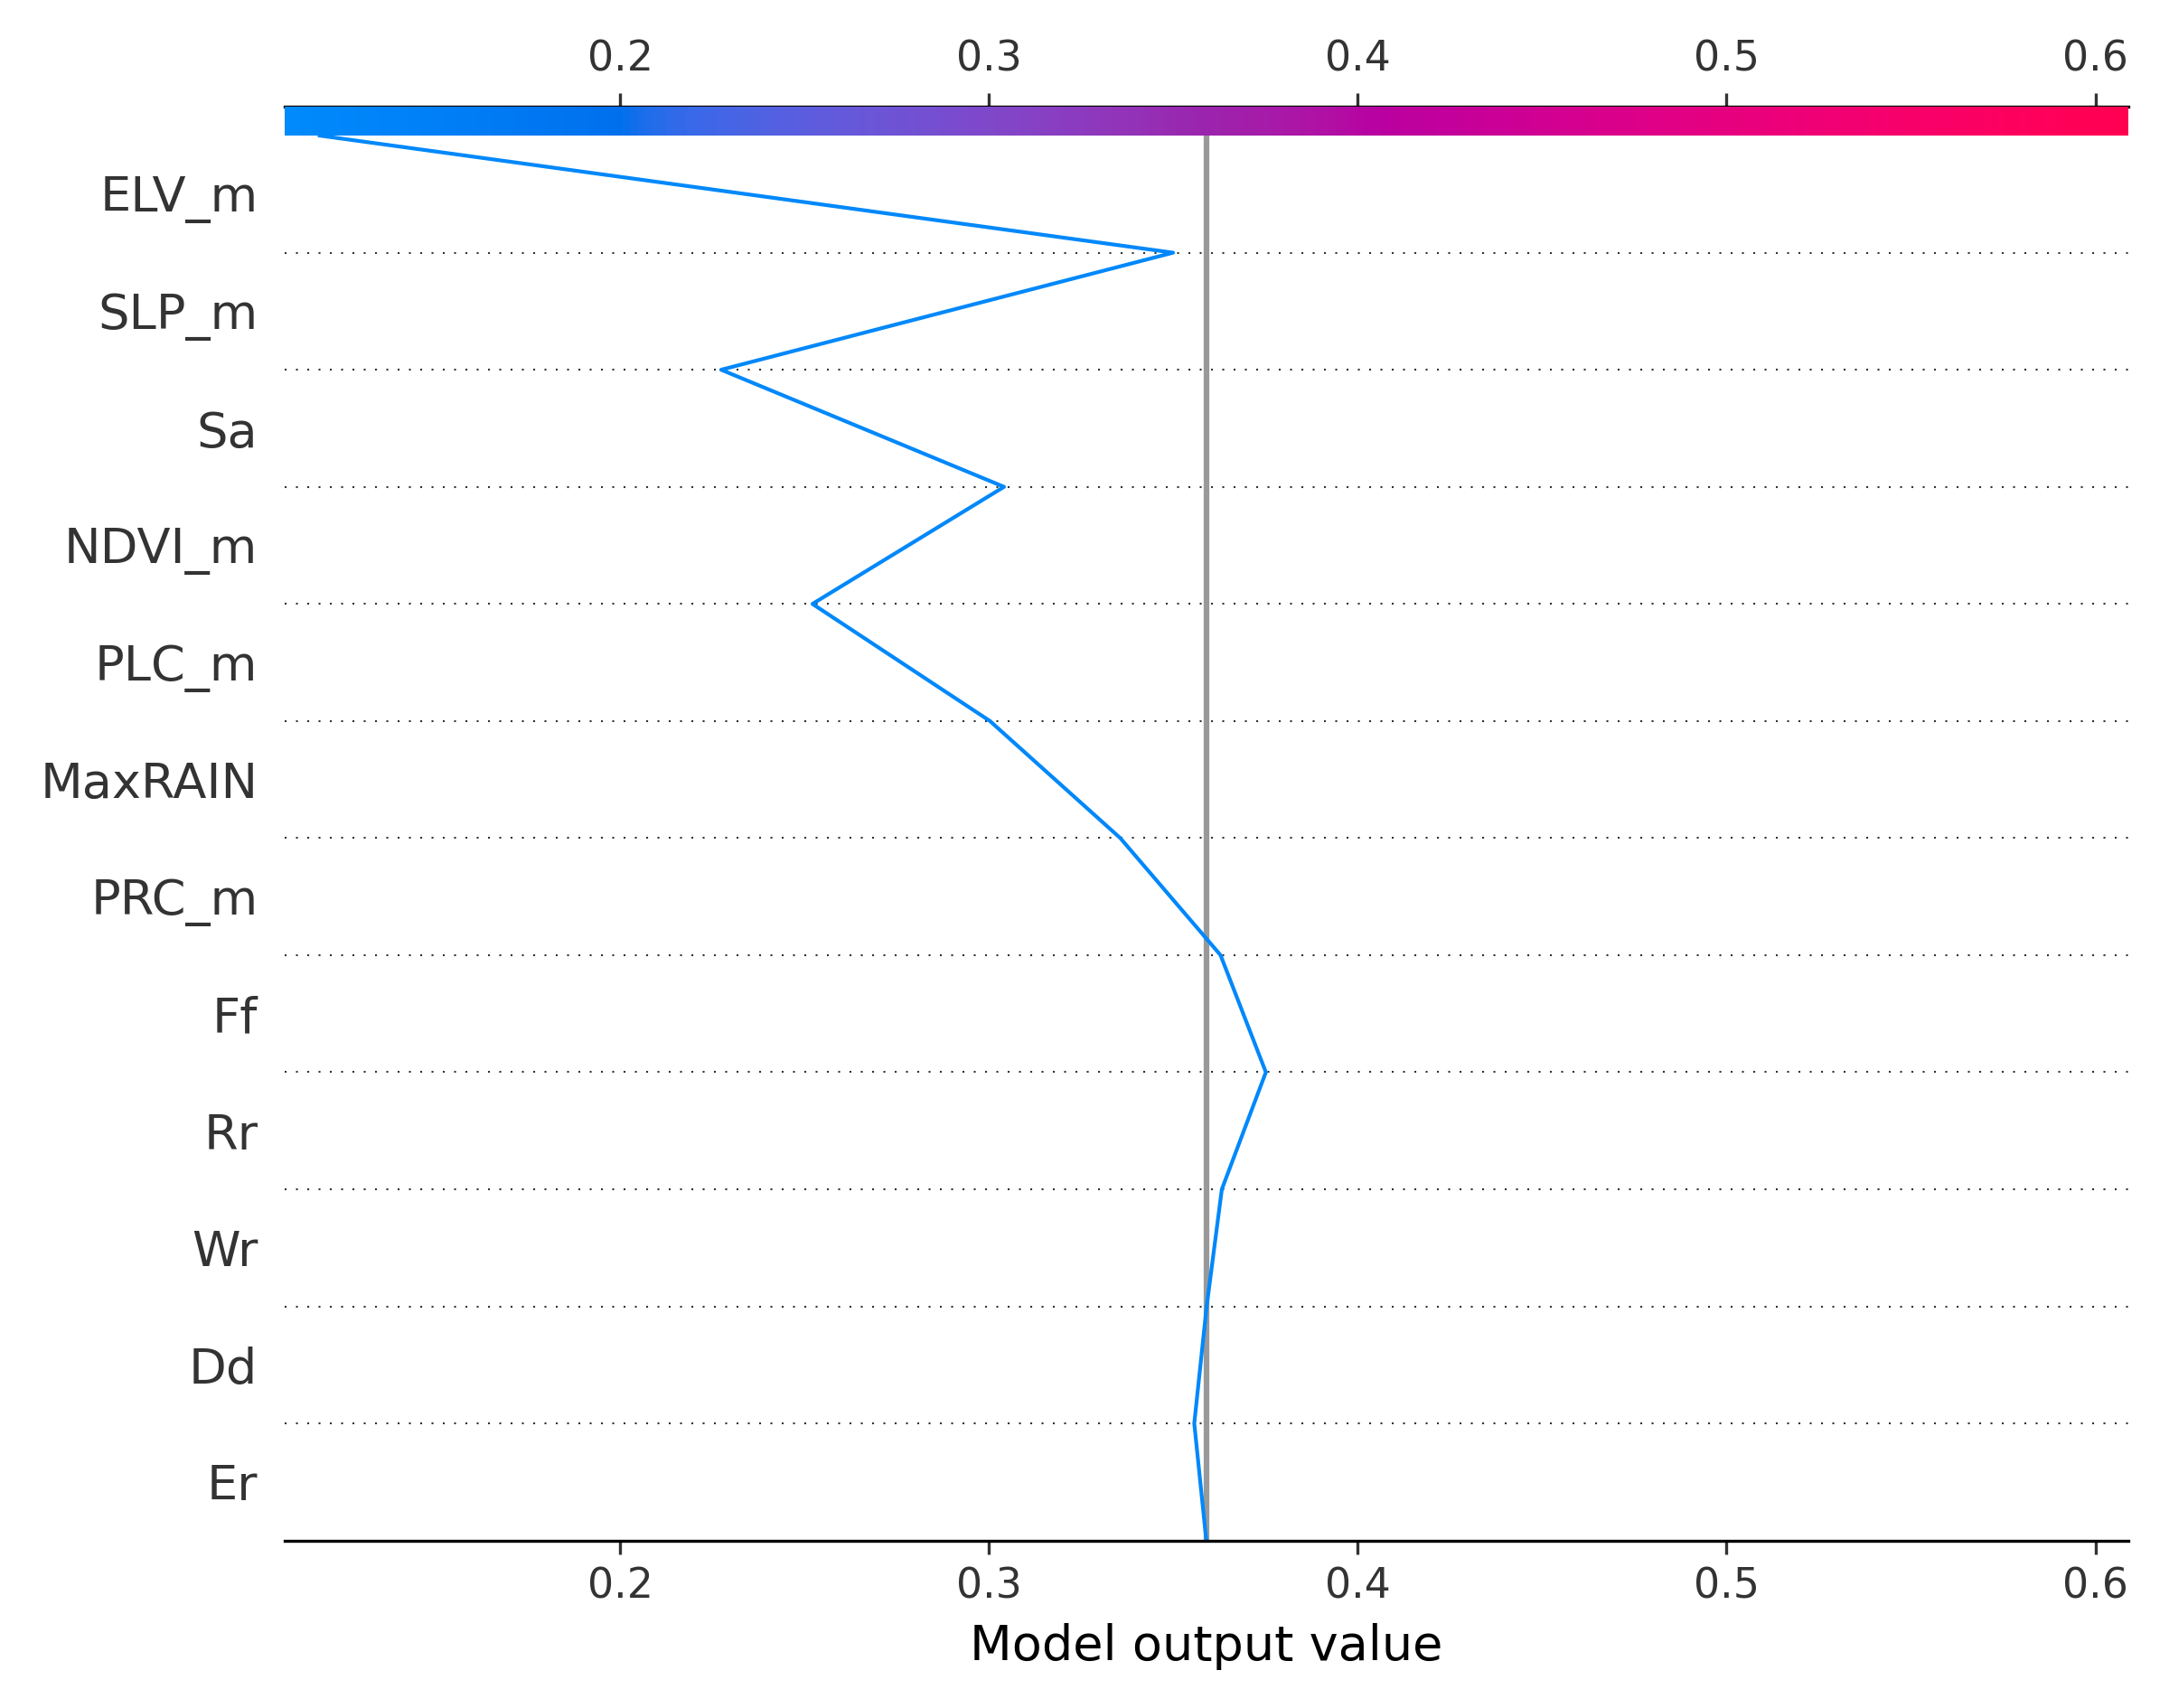 0.2 0.3 0.4 0.5 0.6
ELV_m
SLP_m
Sa
NDVI_m
PLC_m
MaxRAIN
PRC_m
Ff
Rr
Wr
Dd
Er
0.2 0.3 0.4 0.5 0.6
Model output value